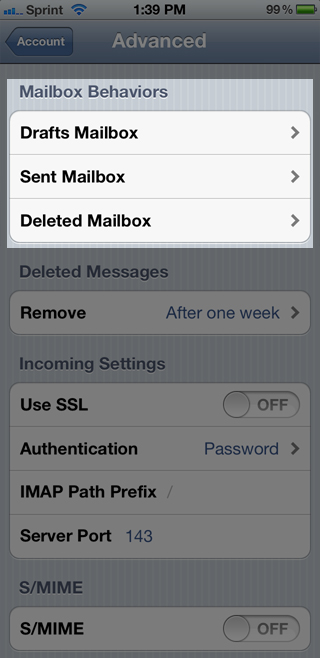 Sprint 1:39 PM 99%
Account Advanced
Mailbox Behaviors
Drafts Mailbox
Sent Mailbox
Deleted Mailbox
Deleted Messages
Remove After one week
Incoming Settings
Use SSL OFF
Authentication Password
IMAP Path Prefix /
Server Port 143
S/MIME
S/MIME OFF